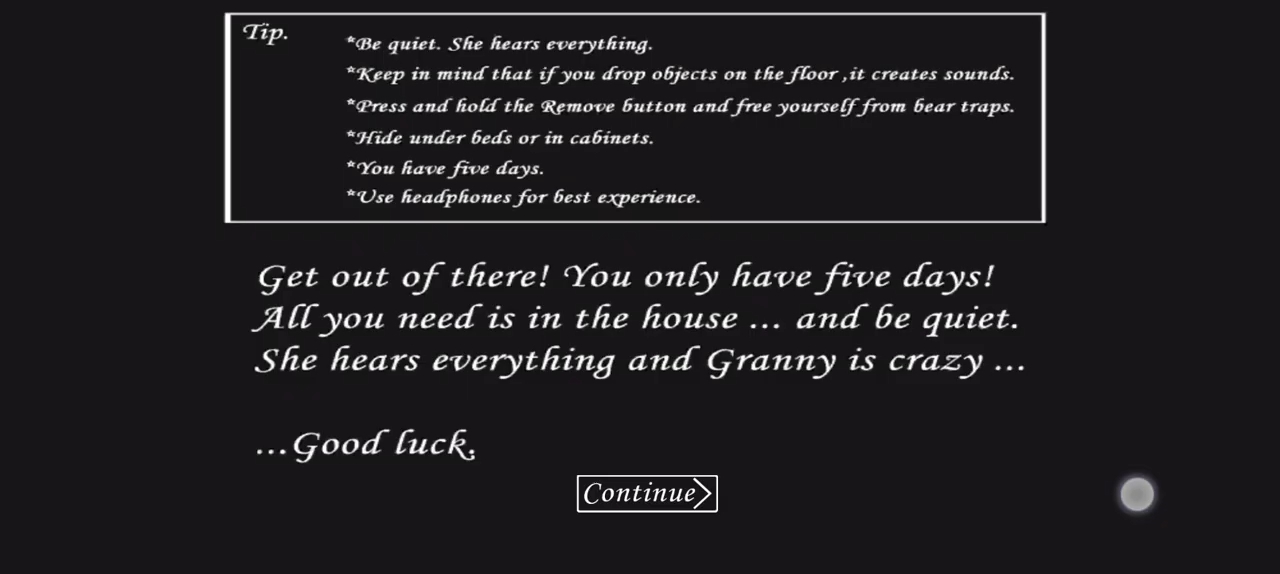 Tip.
*Be quiet. She hears everything.
*Keep in mind that if you drop objects on the floor ,it creates sounds.
*Press and hold the Remove button and free yourself from bear traps.
*Hide under beds or in cabinets.
*You have five days.
*Use headphones for best experience.
Get out of there! You only have five days!
All you need is in the house ... and be quiet.
She hears everything and Granny is crazy ...
...Good luck.
Continue>